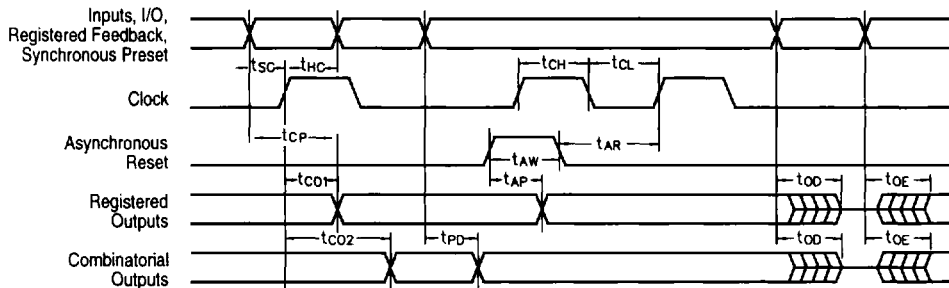 Inputs, I/O,
Registered Feedback,
Synchronous Preset
tSC
tHC
tCH
tCL
Clock
tCP
tAR
Asynchronous
Reset
tAW
tCO1
tAP
tOD
tOE
Registered
Outputs
tCO2
tPD
tOD
tOE
Combinatorial
Outputs